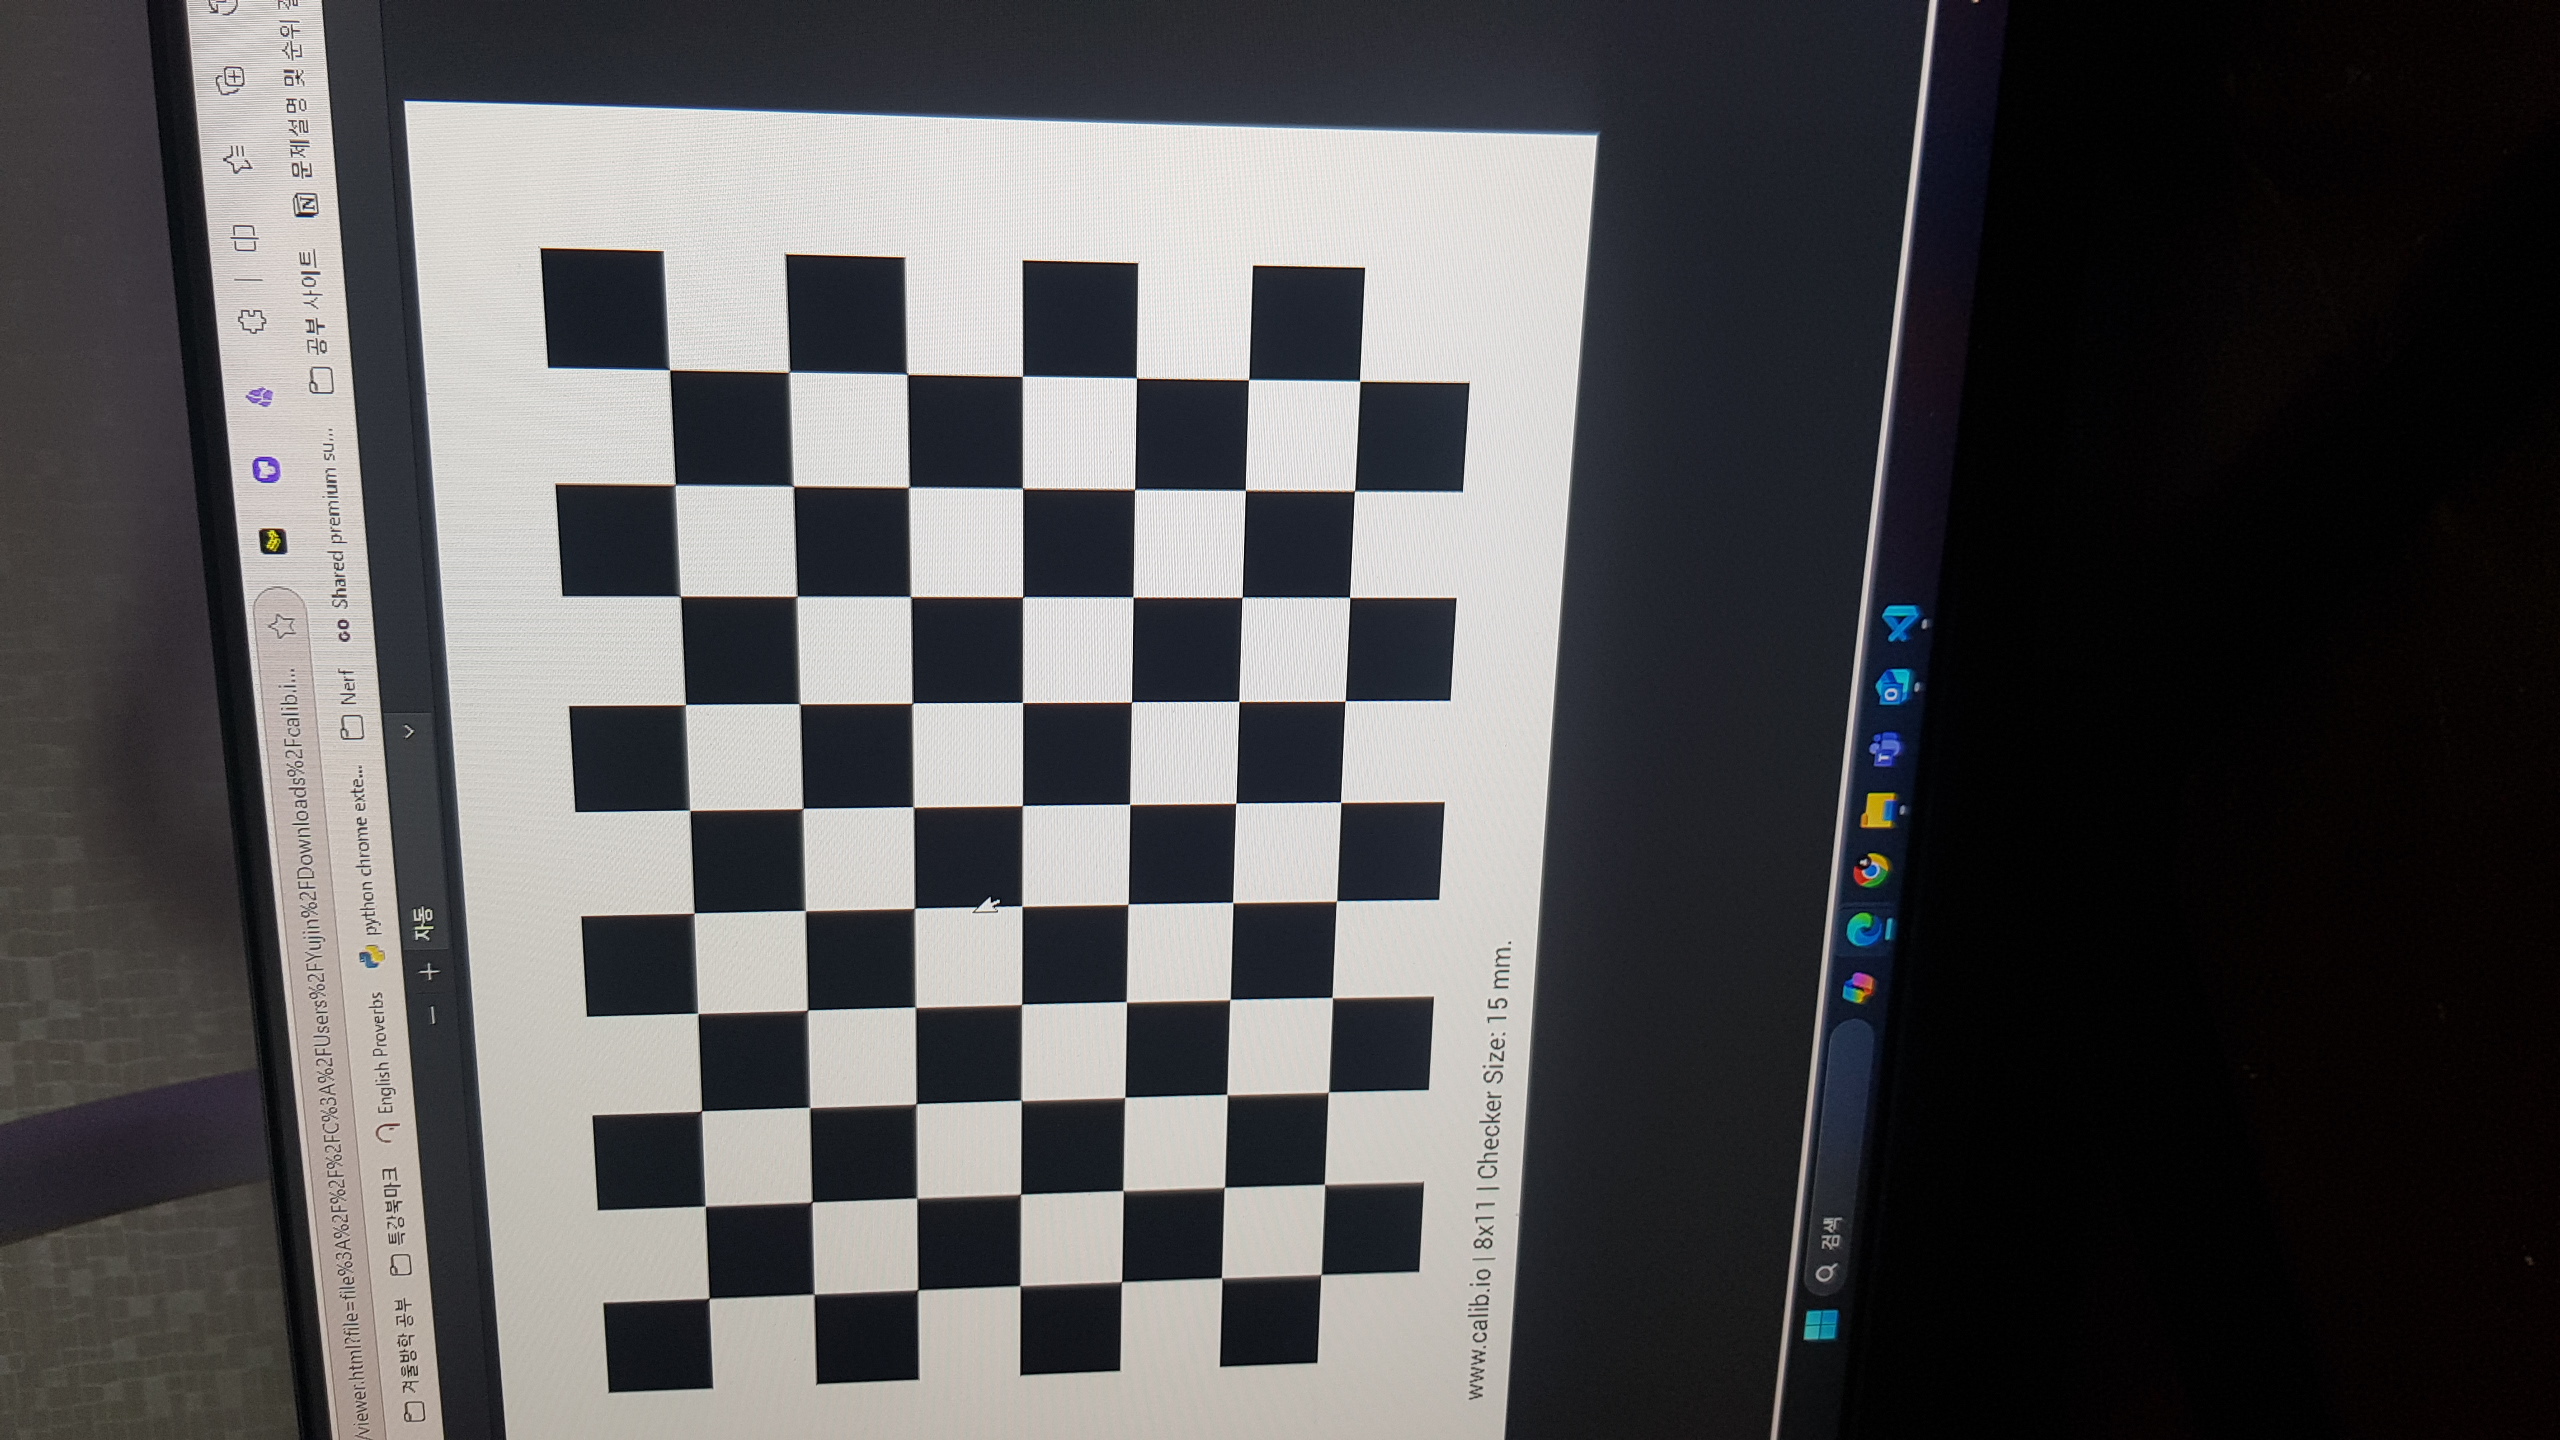 /viewer.html?file=file%3A%2F%2F%2FC%3A%2FUsers%2FYujin%2FDownloads%2Fcalib.i...
겨울방학 공부 특강북마크 English Proverbs python chrome exte... Nerf Shared premium su... 공부 사이트 문제설명 및 순위
자동
www.calib.io | 8x11 | Checker Size: 15 mm.
검색